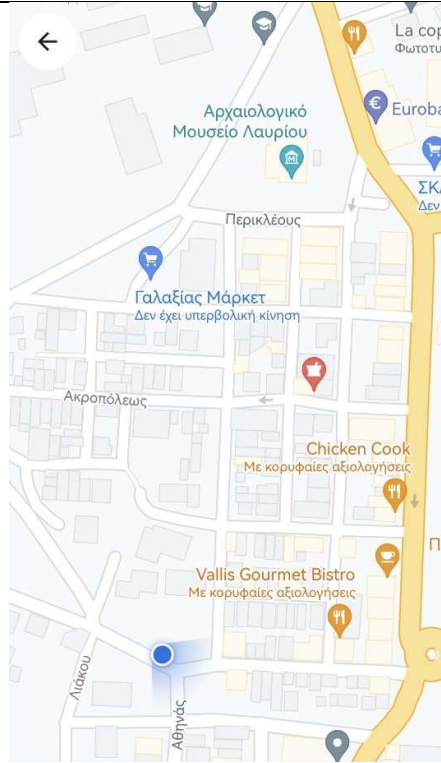 La cop
Φωτοτυ
Αρχαιολογικό
Μουσείο Λαυρίου
€ Euroba
ΣΚ
Δεν
Περικλέους
Γαλαξίας Μάρκετ
Δεν έχει υπερβολική κίνηση
Ακροπόλεως
Chicken Cook
Με κορυφαίες αξιολογήσεις
Π
Vallis Gourmet Bistro
Με κορυφαίες αξιολογήσεις
Λιάκου
Αθηνάς